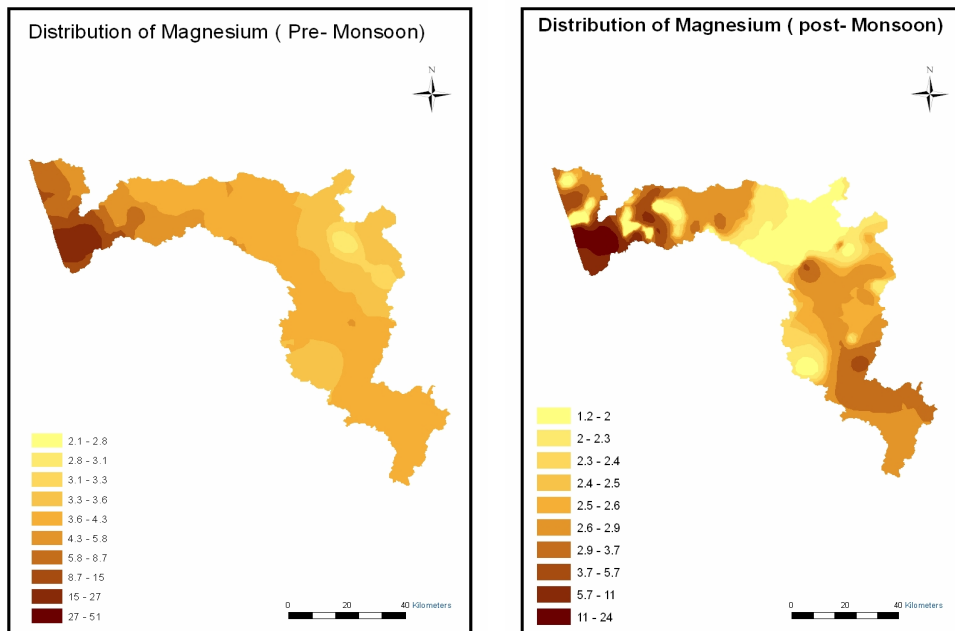 Distribution of Magnesium ( Pre- Monsoon)
N
2.1 - 2.8
2.8 - 3.1
3.1 - 3.3
3.3 - 3.6
3.6 - 4.3
4.3 - 5.8
5.8 - 8.7
8.7 - 15
15 - 27
27 - 51
0 20 40 Kilometers
Distribution of Magnesium ( post- Monsoon)
N
1.2 - 2
2 - 2.3
2.3 - 2.4
2.4 - 2.5
2.5 - 2.6
2.6 - 2.9
2.9 - 3.7
3.7 - 5.7
5.7 - 11
11 - 24
0 20 40 Kilometers